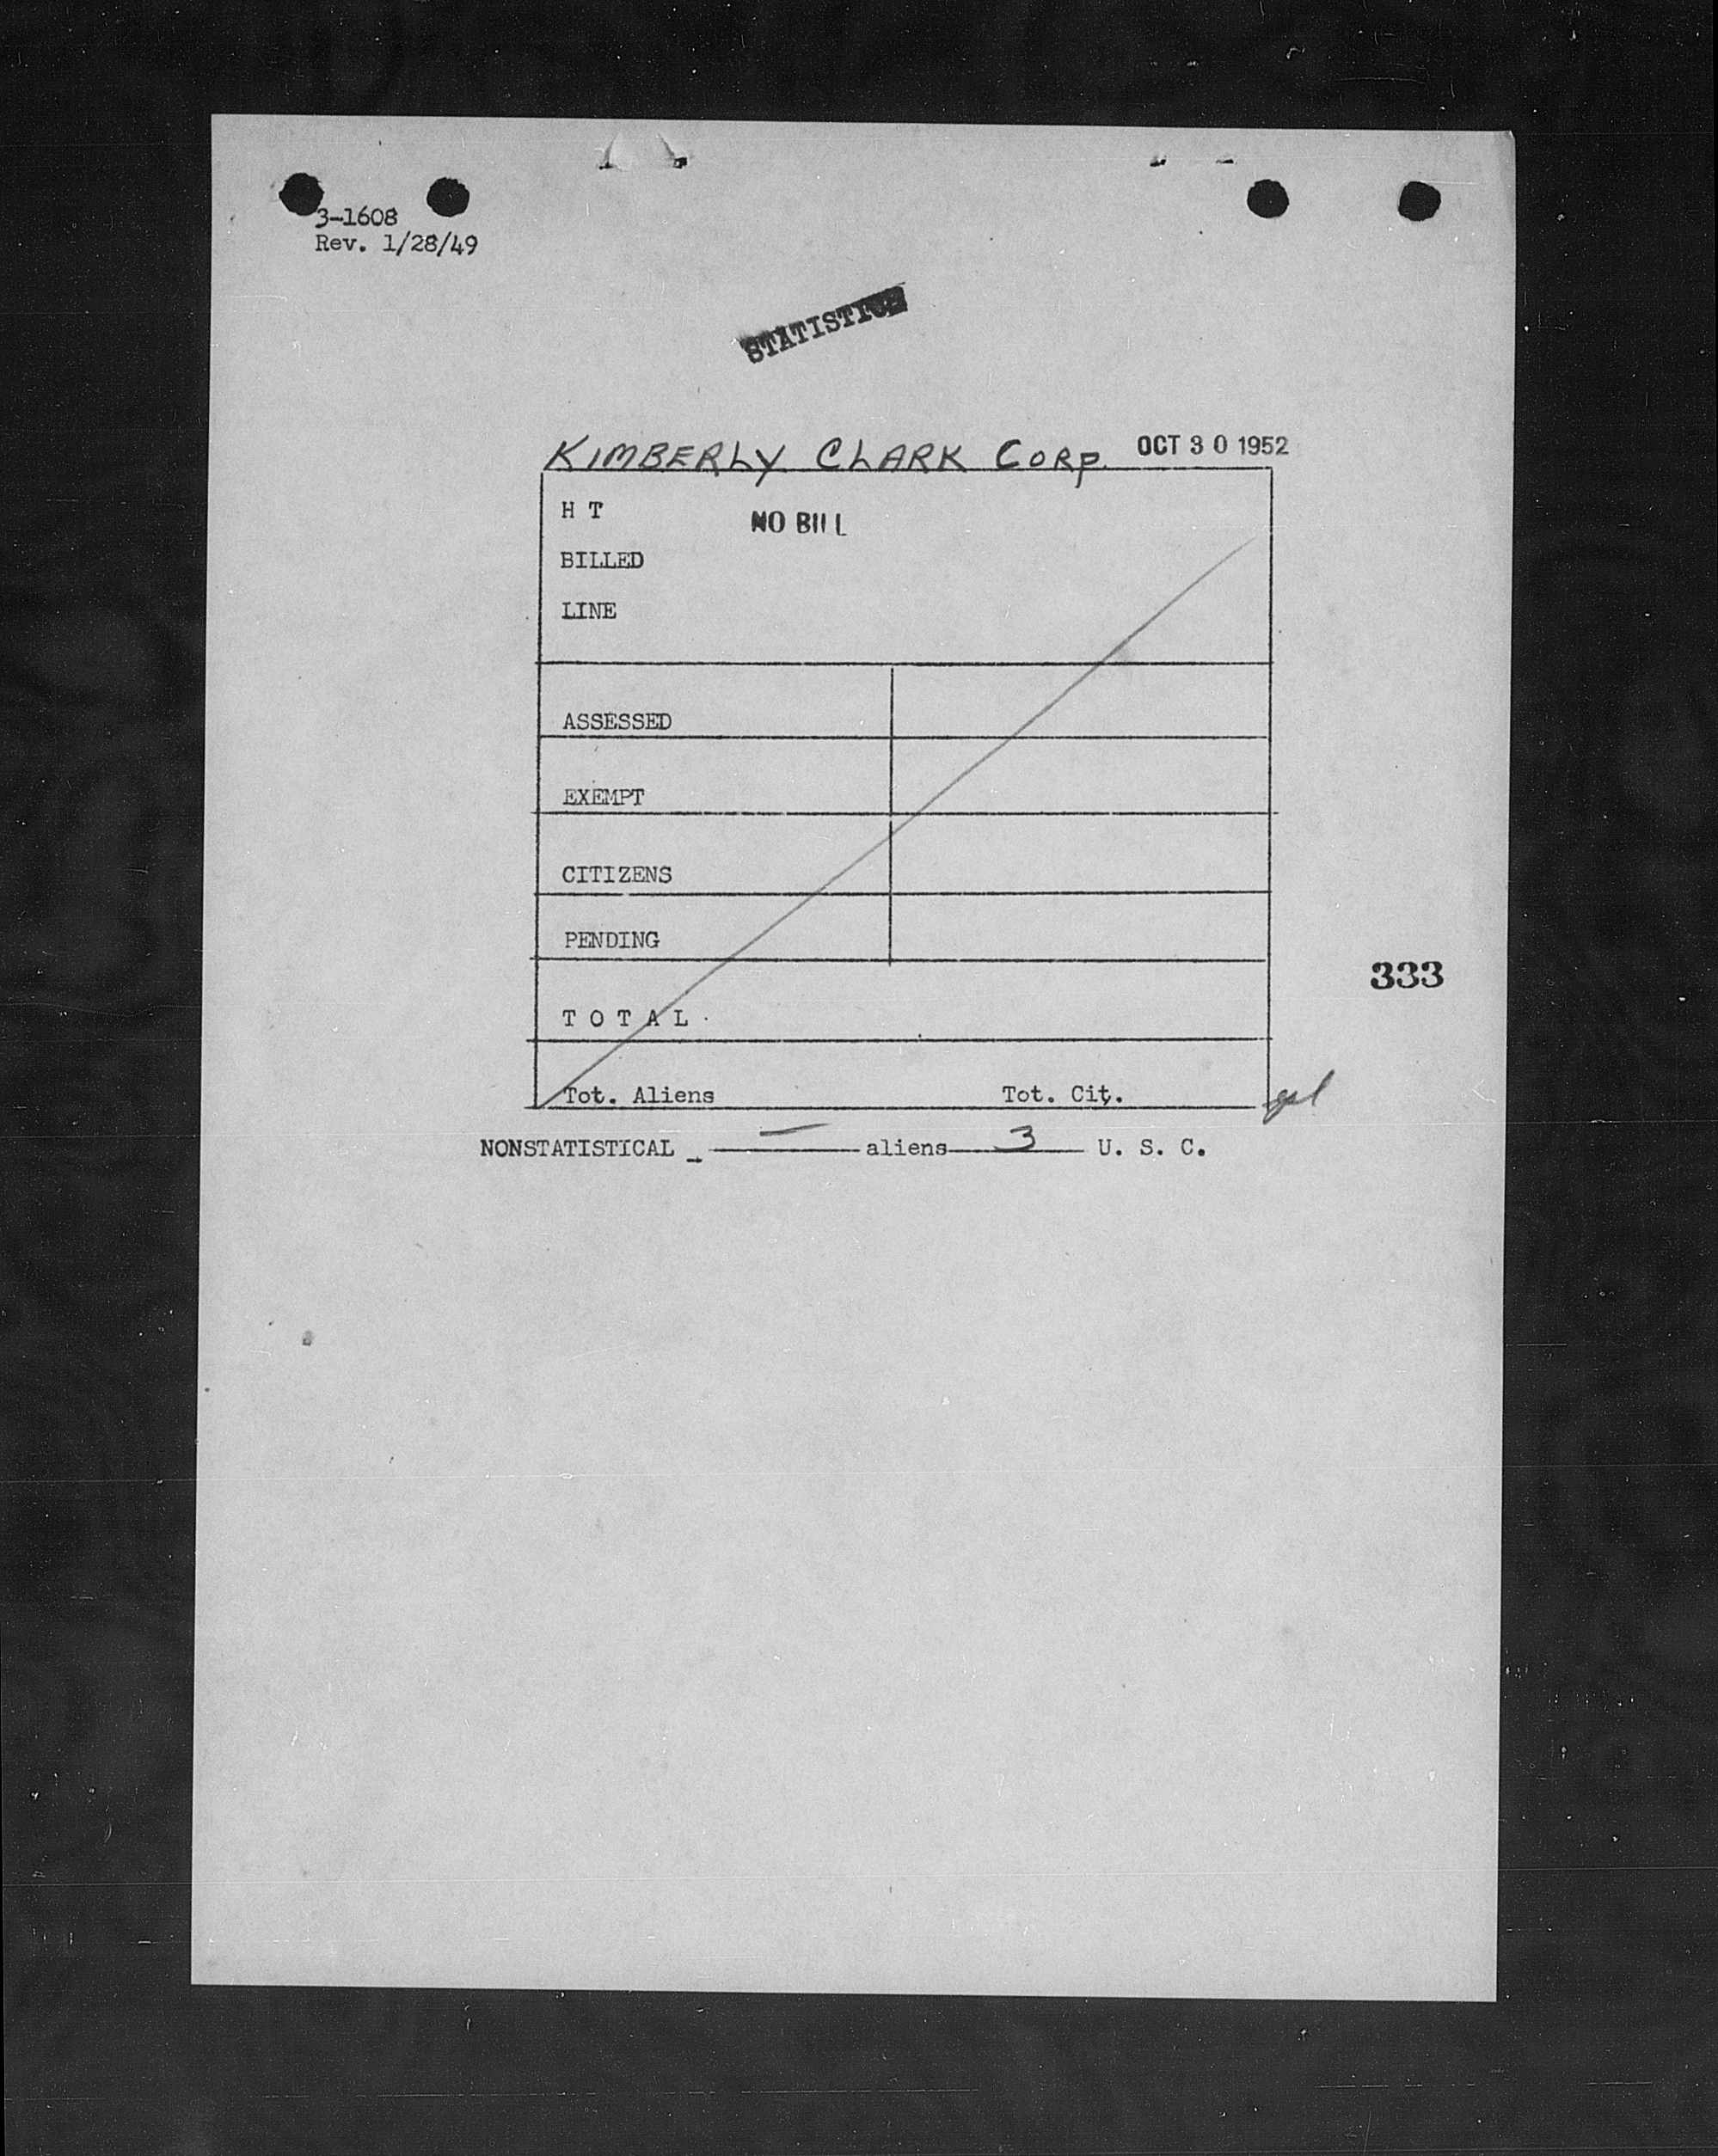 3-1608
Rev. 1/28/49
STATISTICS
KIMBERLY CLARK CORP. OCT 30 1952
H T
NO BILL
BILLED
LINE
ASSESSED
EXEMPT
CITIZENS
PENDING
333
T O T A L
Tot. Aliens Tot. Cit.
NONSTATISTICAL - — aliens 3 U. S. C.